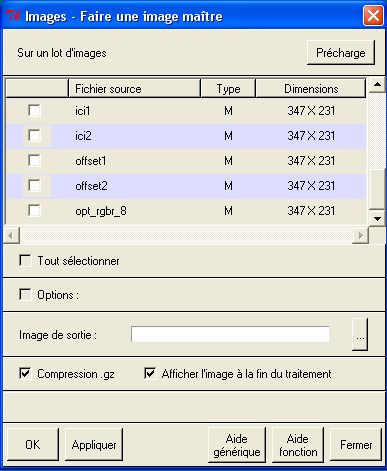 Images - Faire une image maître
Sur un lot d'images
Précharge
Fichier source Type Dimensions
ici1 M 347 X 231
ici2 M 347 X 231
offset1 M 347 X 231
offset2 M 347 X 231
opt_rgbr_8 M 347 X 231
Tout sélectionner
Options :
Image de sortie :
...
Compression .gz Afficher l'image à la fin du traitement
OK Appliquer Aide générique Aide fonction Fermer